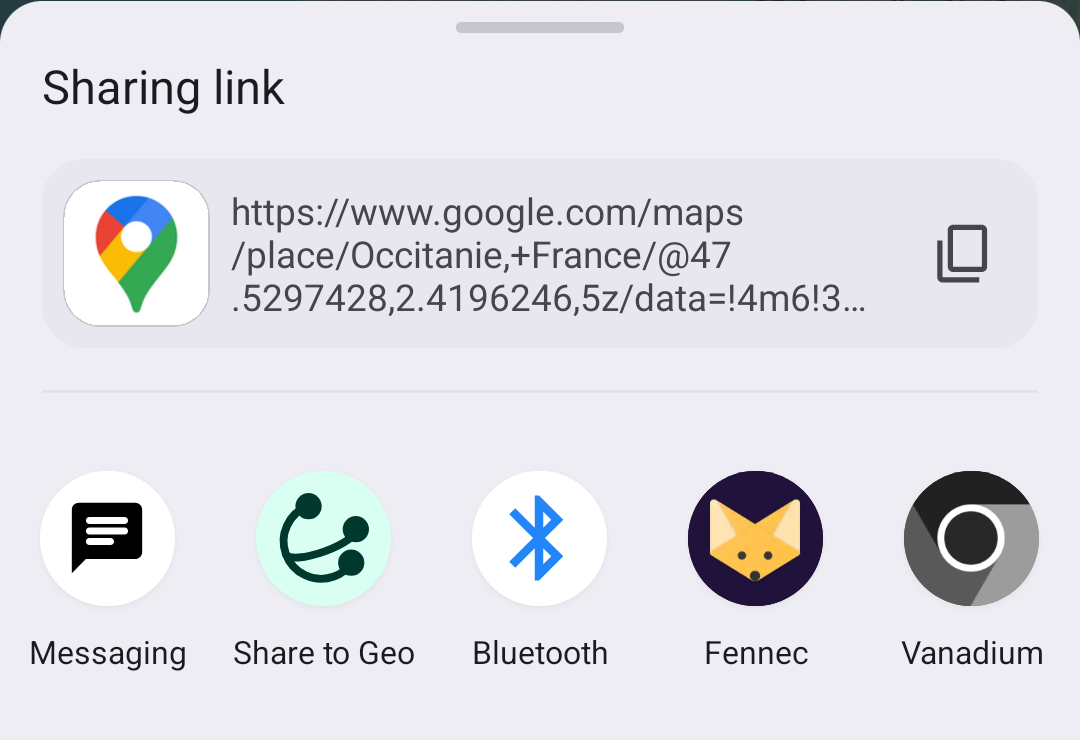 Sharing link
https://www.google.com/maps
/place/Occitanie,+France/@47
.5297428,2.4196246,5z/data=!4m6!3…
Messaging
Share to Geo
Bluetooth
Fennec
Vanadium